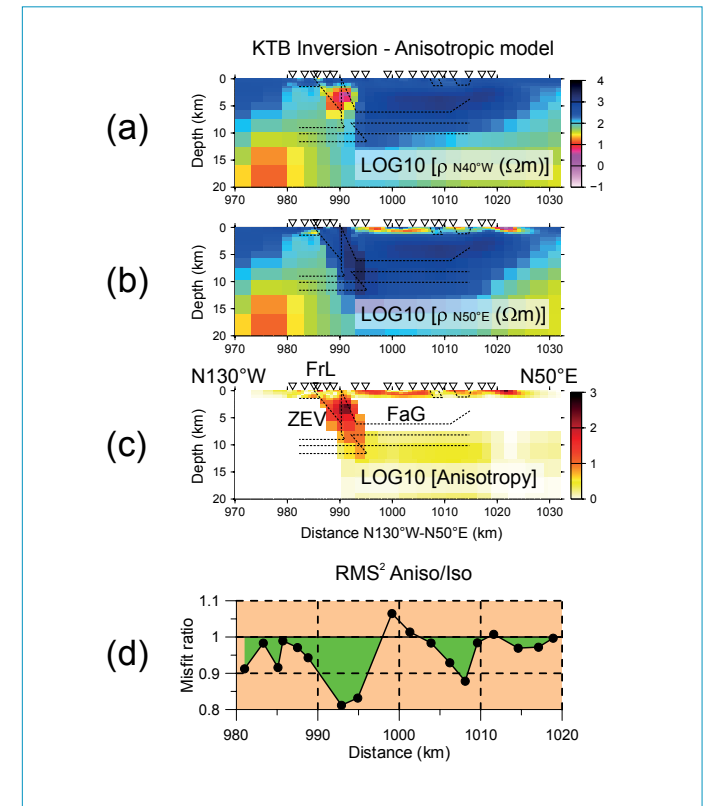 KTB Inversion - Anisotropic model
(a)
Depth (km)
0
5
10
15
20
LOG10 [ρ N40°W (Ωm)]
4
3
2
1
0
−1
970 980 990 1000 1010 1020 1030
(b)
Depth (km)
0
5
10
15
20
LOG10 [ρ N50°E (Ωm)]
970 980 990 1000 1010 1020 1030
N130°W FrL N50°E
(c)
Depth (km)
0
5
10
15
20
ZEV FaG
LOG10 [Anisotropy]
3
2
1
0
970 980 990 1000 1010 1020 1030
Distance N130°W-N50°E (km)
RMS² Aniso/Iso
(d)
Misfit ratio
1.1
1
0.9
0.8
980 990 1000 1010 1020
Distance (km)